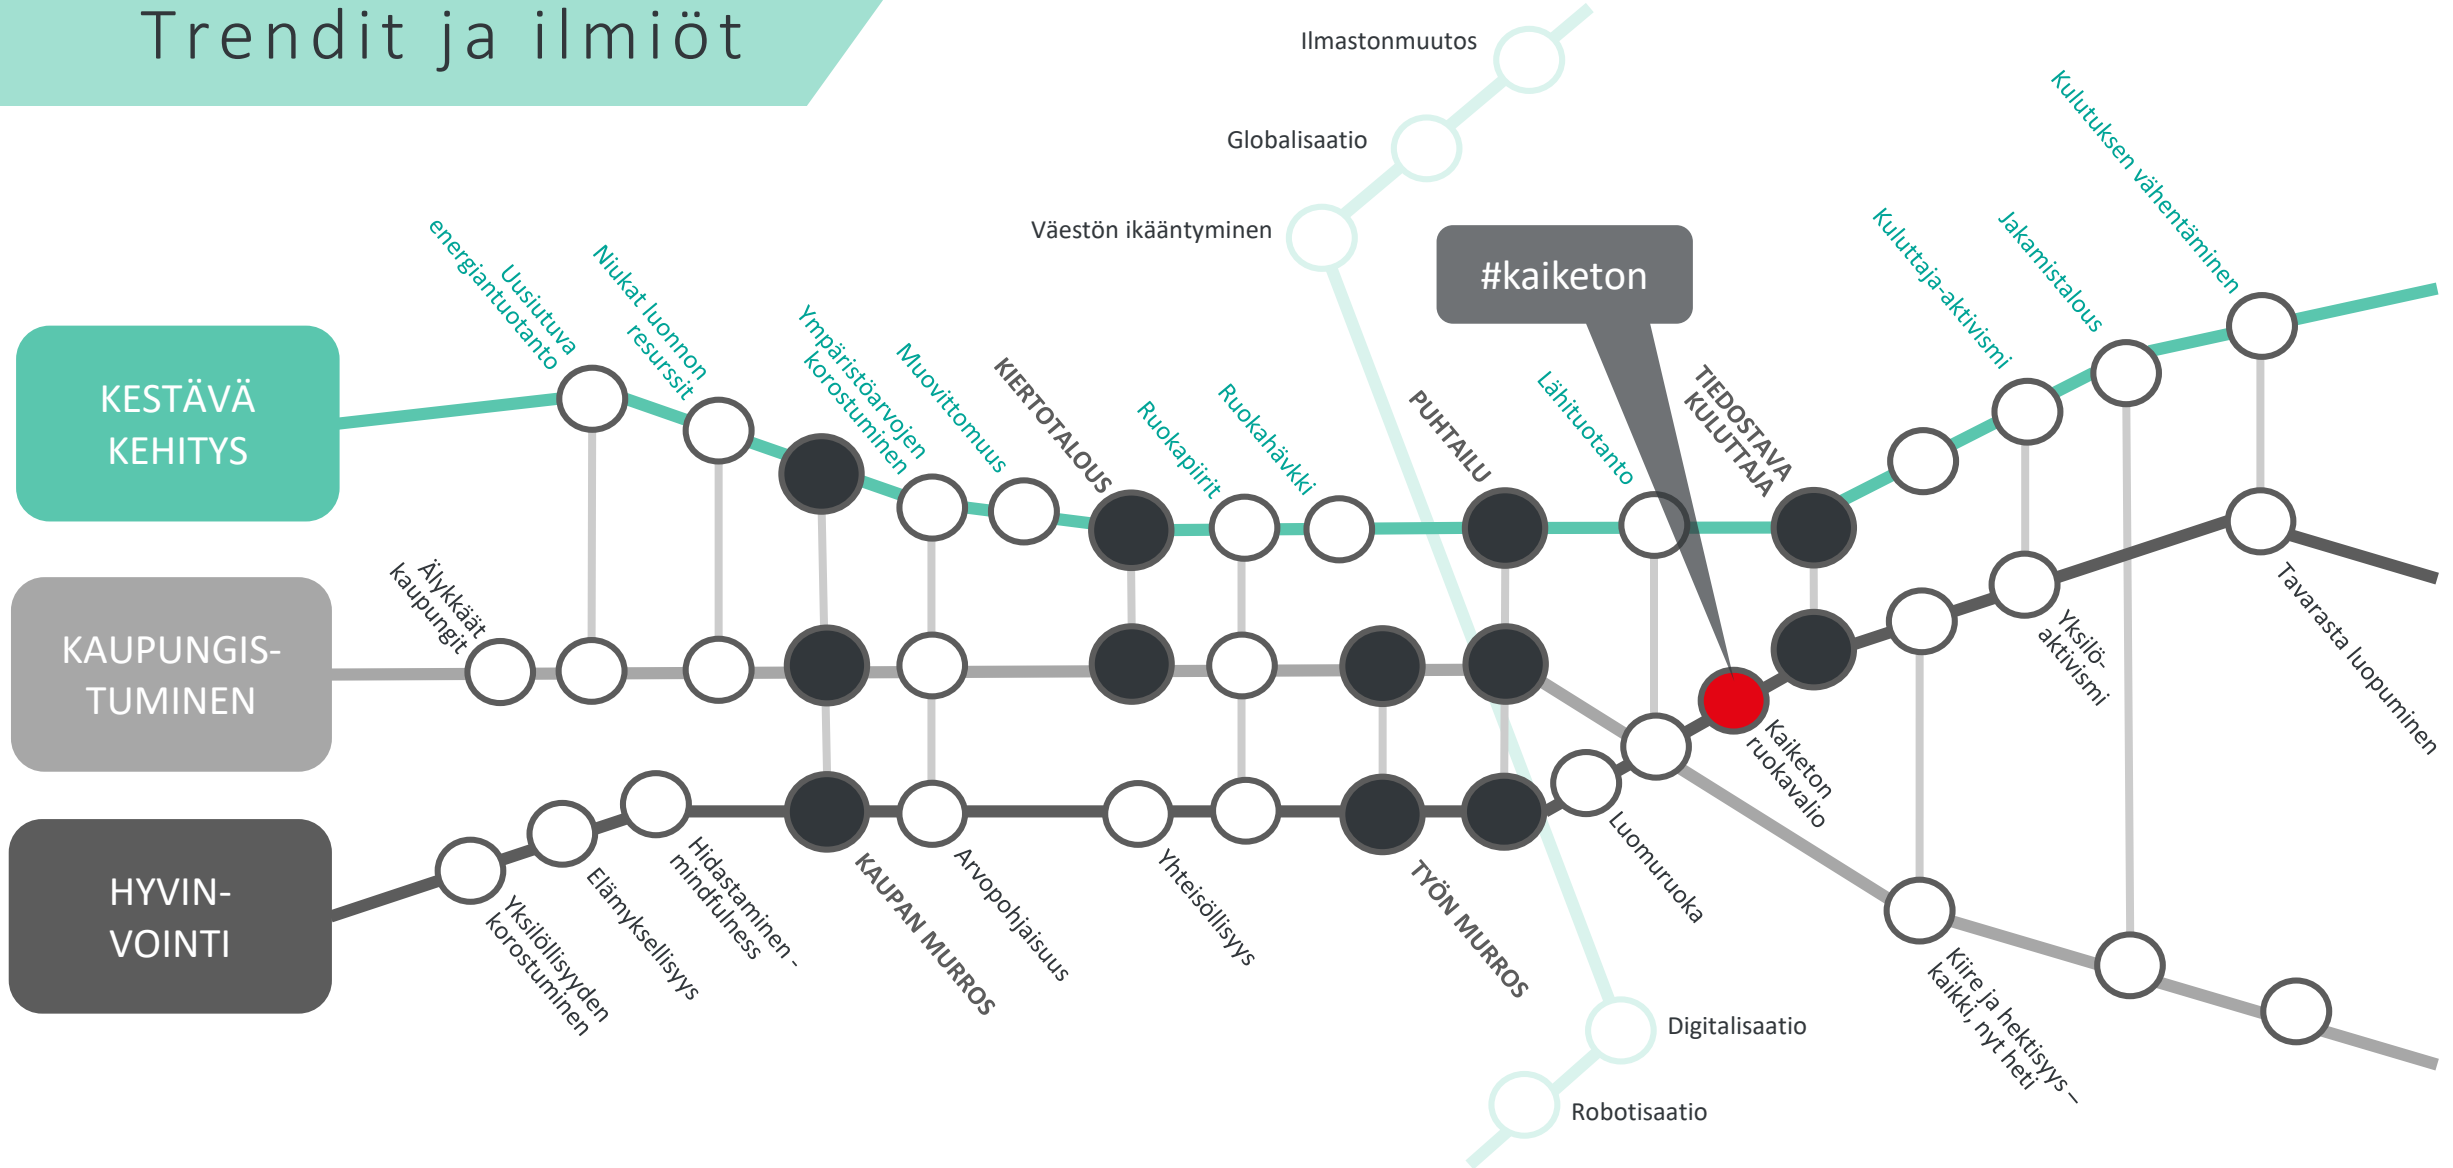 Trendit ja ilmiöt
Ilmastonmuutos
Globalisaatio
Väestön ikääntyminen
#kaiketon
KESTÄVÄ
KEHITYS
Uusiutuva
energiantuotanto
Niukat luonnon
resurssit
Ympäristöarvojen
korostuminen
Muovittomuus
KIERTOTALOUS
Ruokapiirit
Ruokahävkki
PUHTAILU
Lähituotanto
TIEDOSTAVA
KULUTTAJA
Kuluttaja-aktivismi
Jakamistalous
Kulutuksen vähentäminen
KAUPUNGIS-
TUMINEN
Älykkäät
kaupungit
Kaiketon
ruokavalio
Yksilö-
aktivismi
Tavarasta luopuminen
HYVIN-
VOINTI
Yksilöllisyyden
korostuminen
Elämyksellisyys
Hidastaminen -
mindfulness
KAUPAN MURROS
Arvopohjaisuus
Yhteisöllisyys
TYÖN MURROS
Luomuruoka
Kiire ja hektisyys –
kaikki, nyt heti
Digitalisaatio
Robotisaatio